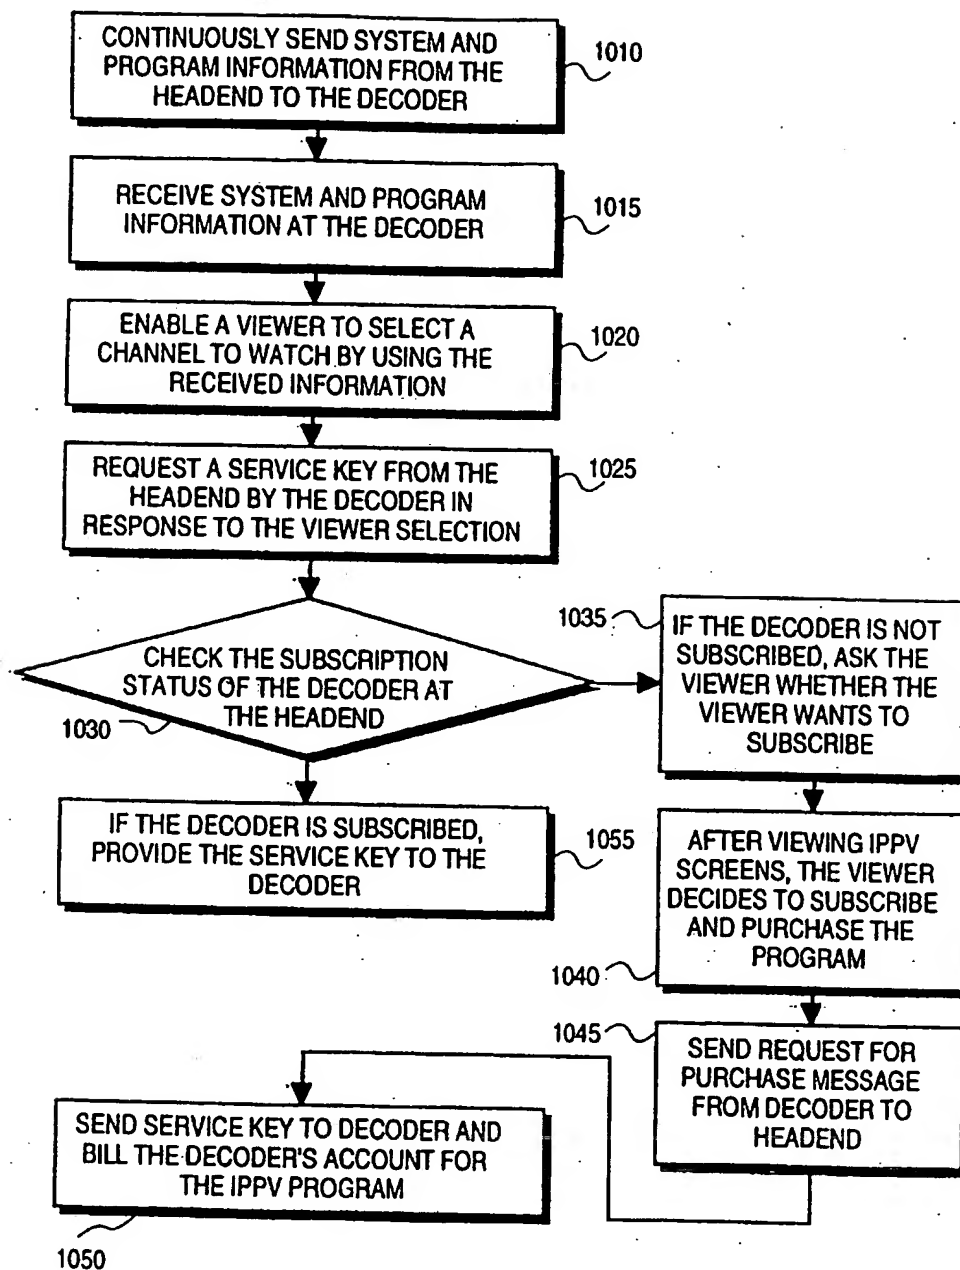 CONTINUOUSLY SEND SYSTEM AND
PROGRAM INFORMATION FROM THE
HEADEND TO THE DECODER
1010
RECEIVE SYSTEM AND PROGRAM
INFORMATION AT THE DECODER
1015
ENABLE A VIEWER TO SELECT A
CHANNEL TO WATCH BY USING THE
RECEIVED INFORMATION
1020
REQUEST A SERVICE KEY FROM THE
HEADEND BY THE DECODER IN
RESPONSE TO THE VIEWER SELECTION
1025
CHECK THE SUBSCRIPTION
STATUS OF THE DECODER AT
THE HEADEND
1030
1035
IF THE DECODER IS NOT
SUBSCRIBED, ASK THE
VIEWER WHETHER THE
VIEWER WANTS TO
SUBSCRIBE
IF THE DECODER IS SUBSCRIBED,
PROVIDE THE SERVICE KEY TO THE
DECODER
1055
AFTER VIEWING IPPV
SCREENS, THE VIEWER
DECIDES TO SUBSCRIBE
AND PURCHASE THE
PROGRAM
1040
1045
SEND REQUEST FOR
PURCHASE MESSAGE
FROM DECODER TO
HEADEND
SEND SERVICE KEY TO DECODER AND
BILL THE DECODER'S ACCOUNT FOR
THE IPPV PROGRAM
1050